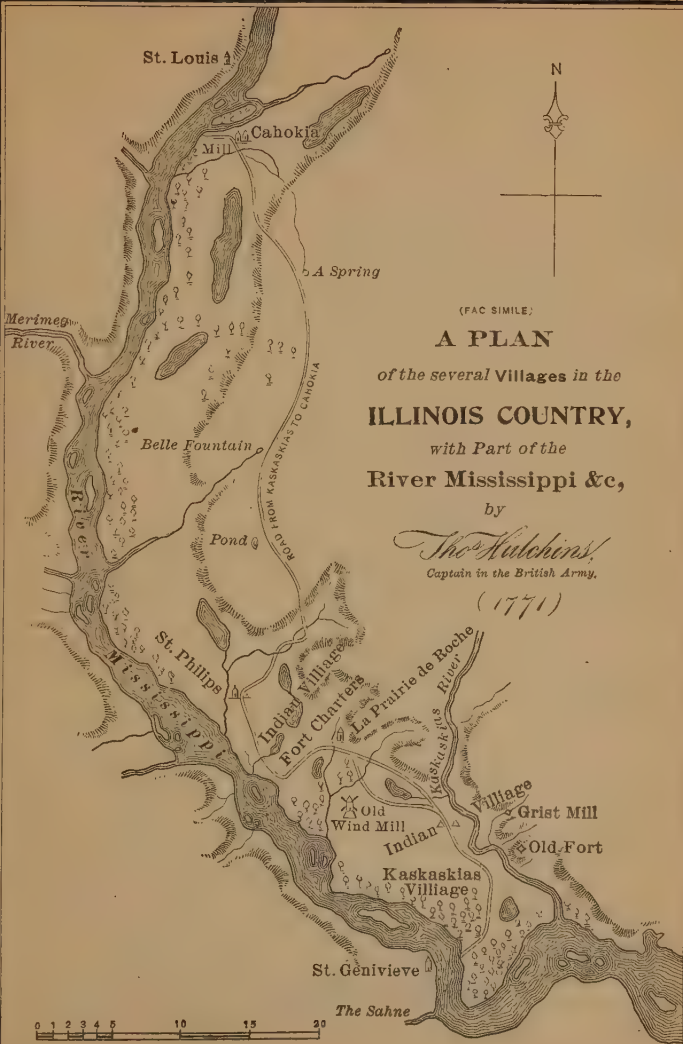 St. Louis
Cahokia
Mill
A Spring
Merimeg
River
Belle Fountain
ROAD FROM KASKASKIAS TO CAHOKIA
Pond
River
Mississippi
St. Philips
Indian Villiage
Fort Charters
La Prairie de Roche
Kaskaskias River
Old
Wind Mill
Indian Villiage
Grist Mill
Old Fort
Kaskaskias
Villiage
St. Genivieve
The Sahne
N
(FAC SIMILE)
A PLAN
of the several Villages in the
ILLINOIS COUNTRY,
with Part of the
River Mississippi &c,
by
Thos Hutchins,
Captain in the British Army.
(1771)
0 1 2 3 4 5 10 15 20